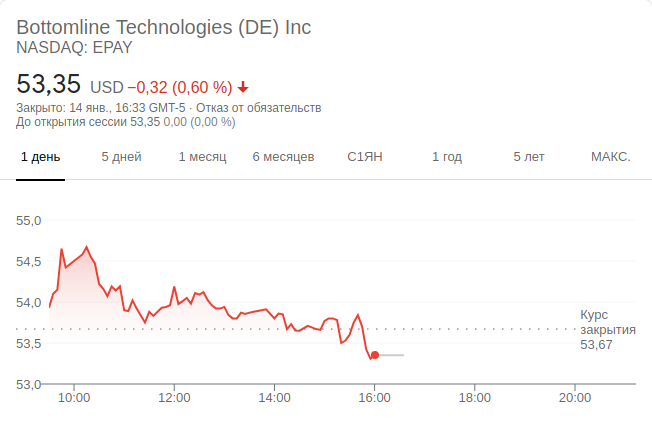 Bottomline Technologies (DE) Inc
NASDAQ: EPAY
53,35 USD −0,32 (0,60 %)
Закрыто: 14 янв., 16:33 GMT-5 · Отказ от обязательств
До открытия сессии 53,35 0,00 (0,00 %)
1 день 5 дней 1 месяц 6 месяцев С1ЯН 1 год 5 лет МАКС.
55,0
54,5
54,0
Курс
закрытия
53,67
53,5
53,0
10:00 12:00 14:00 16:00 18:00 20:00